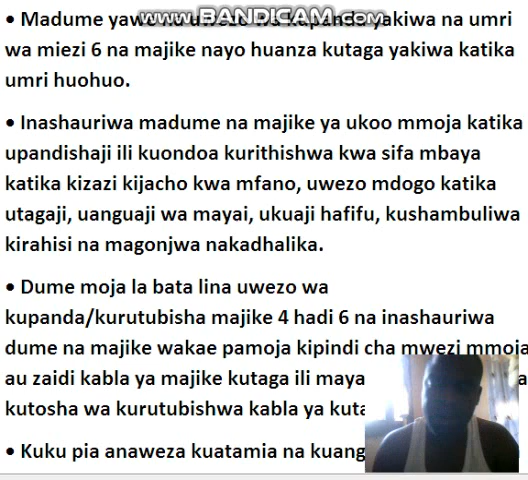 www.BANDICAM.com
• Madume yawe na uwezo wa kupanda yakiwa na umri
wa miezi 6 na majike nayo huanza kutaga yakiwa katika
umri huohuo.
• Inashauriwa madume na majike ya ukoo mmoja katika
upandishaji ili kuondoa kurithishwa kwa sifa mbaya
katika kizazi kijacho kwa mfano, uwezo mdogo katika
utagaji, uanguaji wa mayai, ukuaji hafifu, kushambuliwa
kirahisi na magonjwa nakadhalika.
• Dume moja la bata lina uwezo wa
kupanda/kurutubisha majike 4 hadi 6 na inashauriwa
dume na majike wakae pamoja kipindi cha mwezi mmoja
au zaidi kabla ya majike kutaga ili maya
kutosha wa kurutubishwa kabla ya kuta
• Kuku pia anaweza kuatamia na kuang